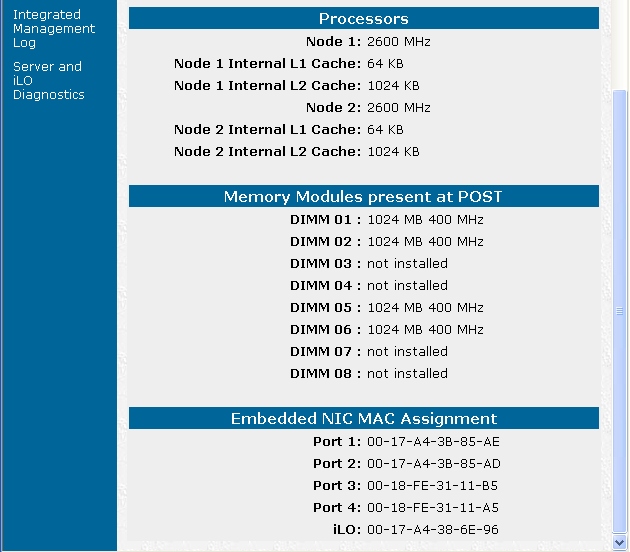 Integrated
Management
Log
Server and
iLO
Diagnostics
Processors
Node 1: 2600 MHz
Node 1 Internal L1 Cache: 64 KB
Node 1 Internal L2 Cache: 1024 KB
Node 2: 2600 MHz
Node 2 Internal L1 Cache: 64 KB
Node 2 Internal L2 Cache: 1024 KB
Memory Modules present at POST
DIMM 01 : 1024 MB 400 MHz
DIMM 02 : 1024 MB 400 MHz
DIMM 03 : not installed
DIMM 04 : not installed
DIMM 05 : 1024 MB 400 MHz
DIMM 06 : 1024 MB 400 MHz
DIMM 07 : not installed
DIMM 08 : not installed
Embedded NIC MAC Assignment
Port 1: 00-17-A4-3B-85-AE
Port 2: 00-17-A4-3B-85-AD
Port 3: 00-18-FE-31-11-B5
Port 4: 00-18-FE-31-11-A5
iLO: 00-17-A4-38-6E-96